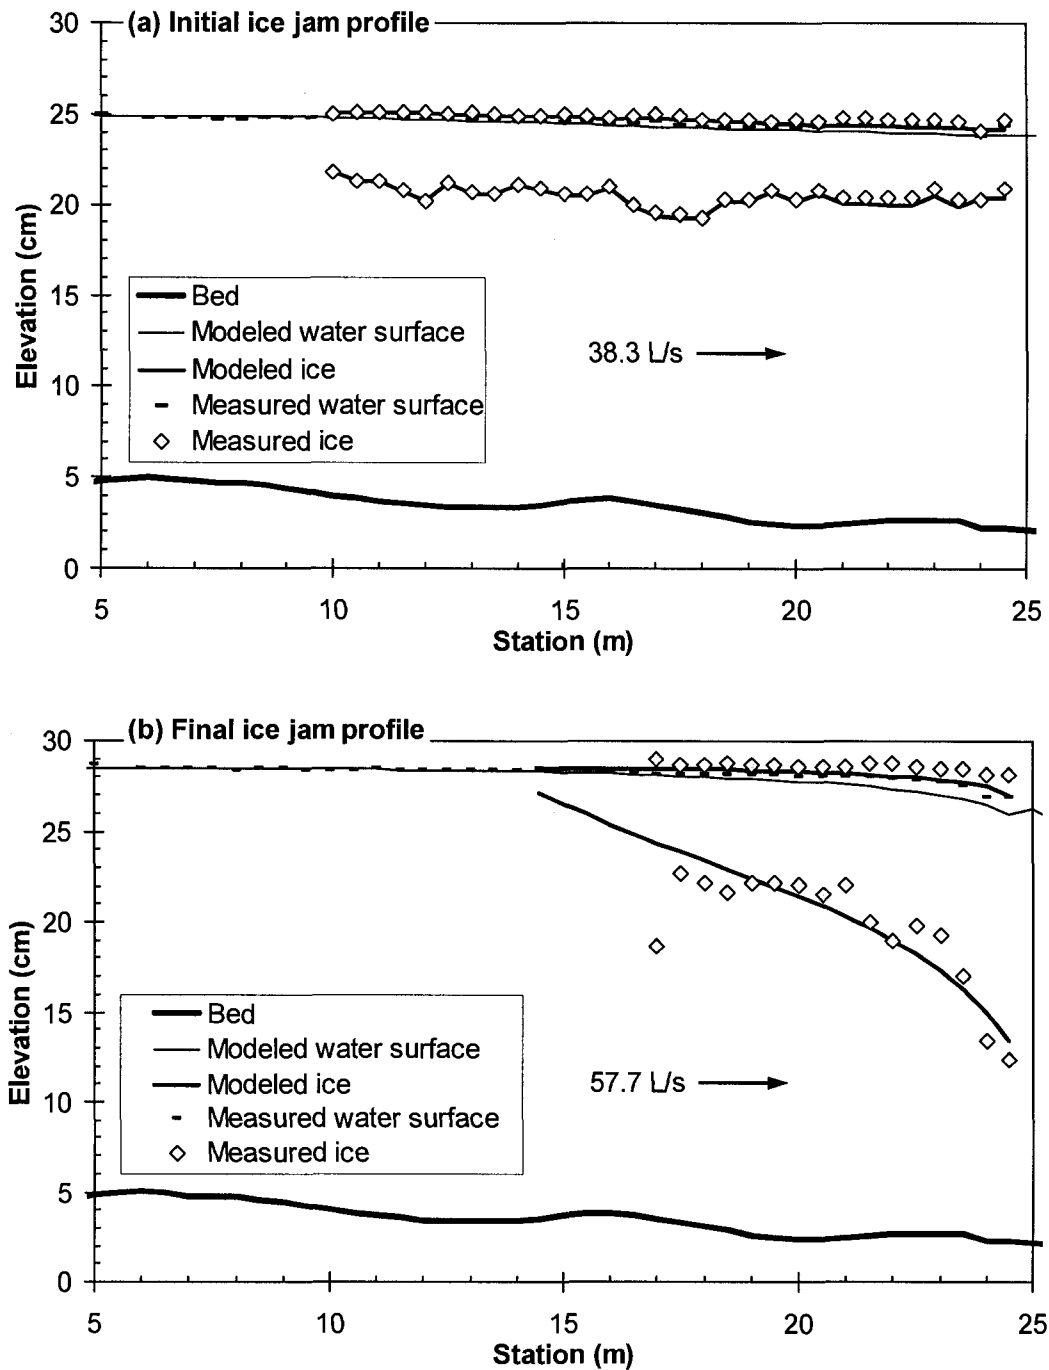 (a) Initial ice jam profile
30
25
20
15
10
5
0
Elevation (cm)
Bed
Modeled water surface
Modeled ice
Measured water surface
Measured ice
38.3 L/s
5
10
15
20
25
Station (m)
(b) Final ice jam profile
30
25
20
15
10
5
0
Elevation (cm)
Bed
Modeled water surface
Modeled ice
Measured water surface
Measured ice
57.7 L/s
5
10
15
20
25
Station (m)